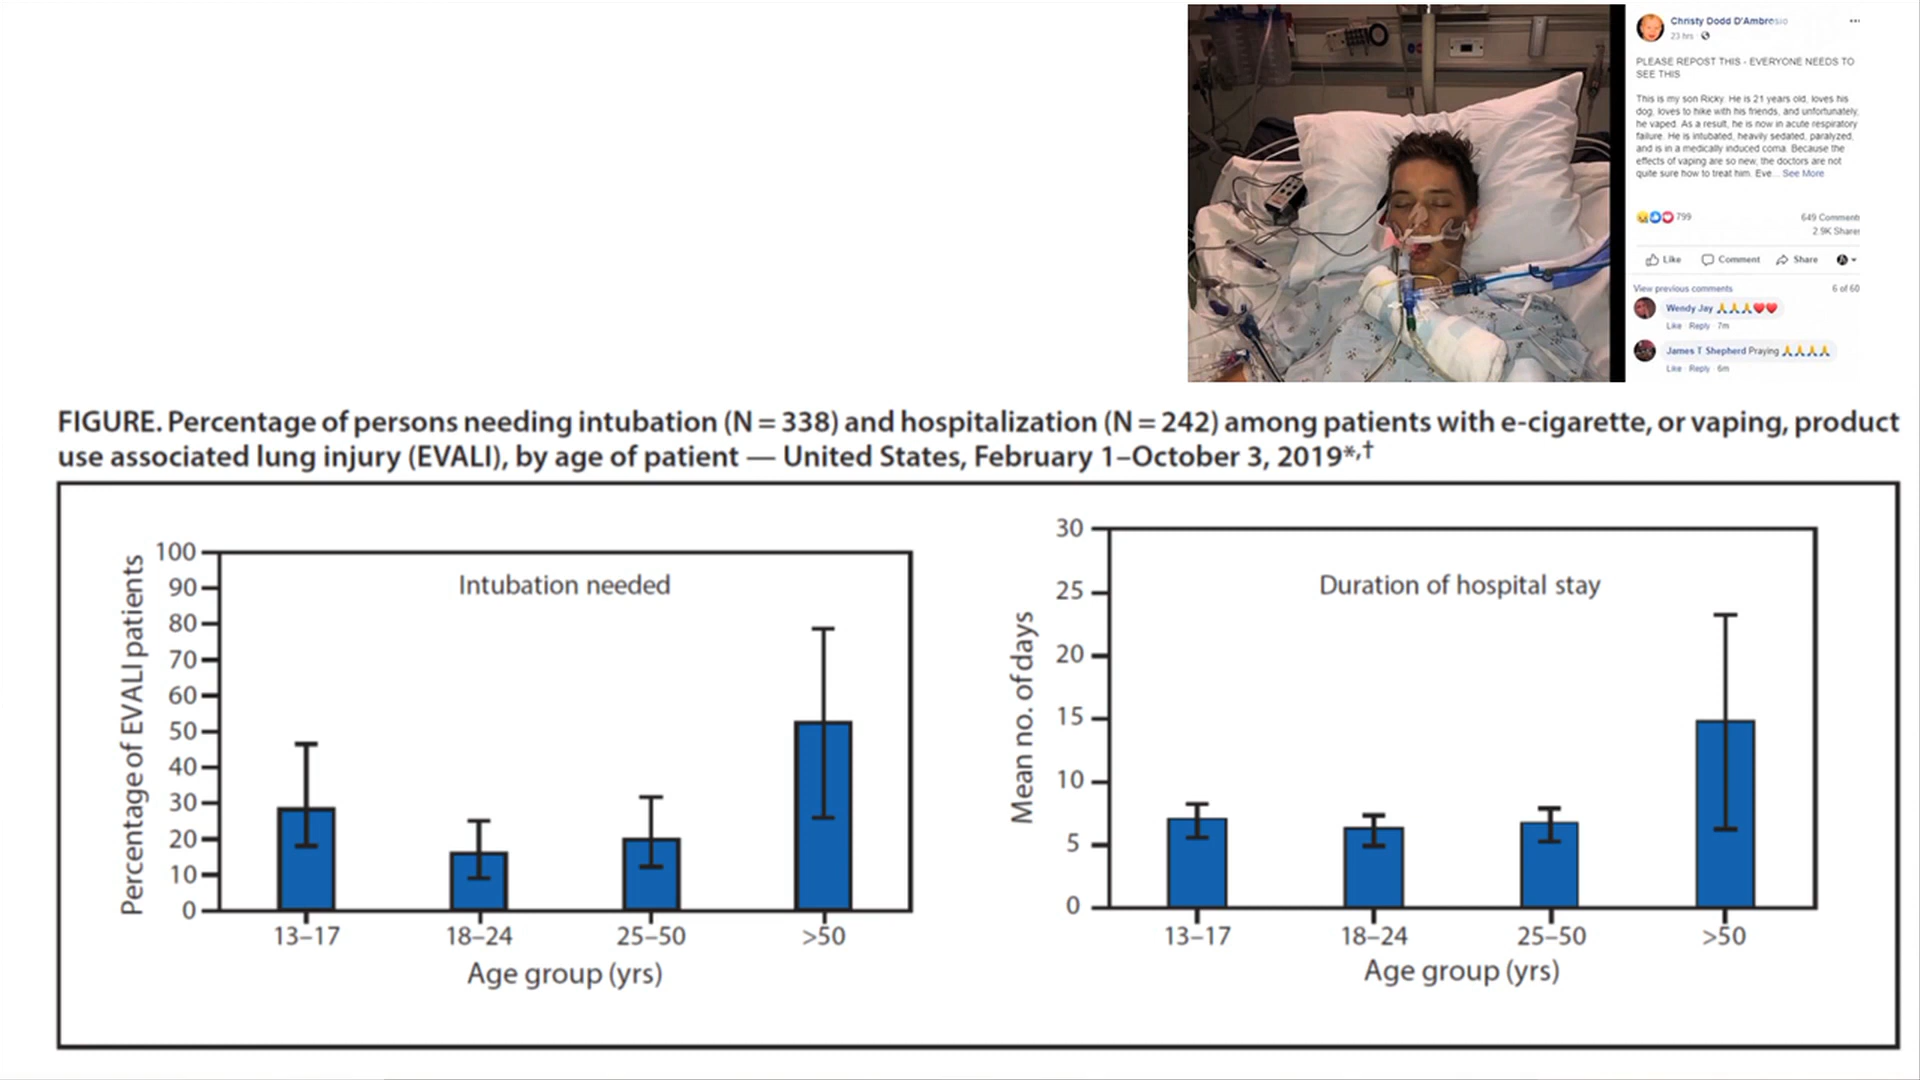 Christy Dodd D'Ambrosio
23 hrs
PLEASE REPOST THIS - EVERYONE NEEDS TO
SEE THIS
This is my son Ricky. He is 21 years old, loves his
dog, loves to hike with his friends, and unfortunately,
he vaped. As a result, he is now in acute respiratory
failure. He is intubated, heavily sedated, paralyzed,
and is in a medically induced coma. Because the
effects of vaping are so new, the doctors are not
quite sure how to treat him. Eve... See More
799
649 Comments
2.9K Shares
Like Comment Share
View previous comments 6 of 60
Wendy Jay 🙏🙏🙏❤️❤️
Like · Reply · 7m
James T Shepherd Praying 🙏🙏🙏🙏
Like · Reply · 6m
FIGURE. Percentage of persons needing intubation (N = 338) and hospitalization (N = 242) among patients with e-cigarette, or vaping, product
use associated lung injury (EVALI), by age of patient — United States, February 1–October 3, 2019*,†
Intubation needed
Percentage of EVALI patients
100
90
80
70
60
50
40
30
20
10
0
13–17 18–24 25–50 >50
Age group (yrs)
Duration of hospital stay
Mean no. of days
30
25
20
15
10
5
0
13–17 18–24 25–50 >50
Age group (yrs)